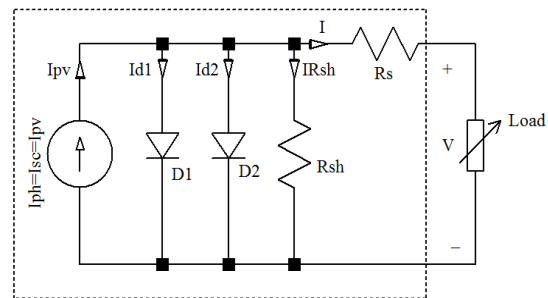 I
Ipv
Id1
Id2
IRsh
Rs
+
Iph=Isc=Ipv
D1
D2
Rsh
V
Load
−